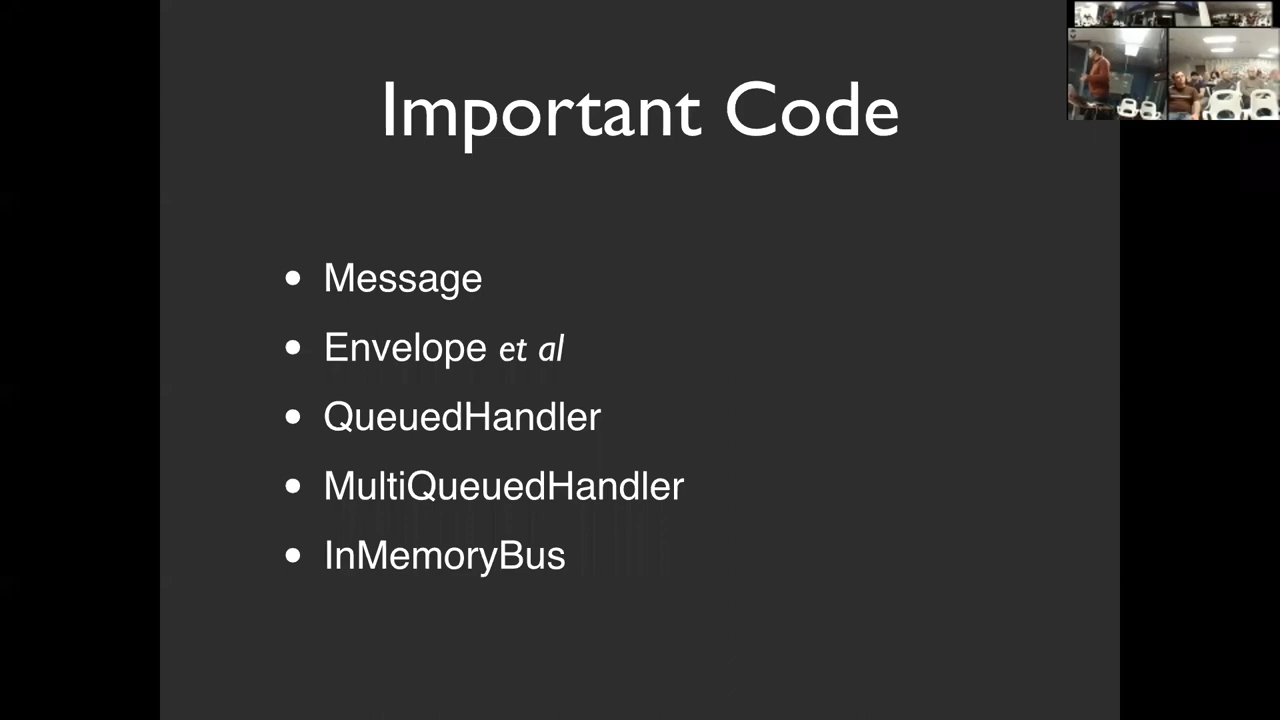 Important Code
Message
Envelope et al
QueuedHandler
MultiQueuedHandler
InMemoryBus